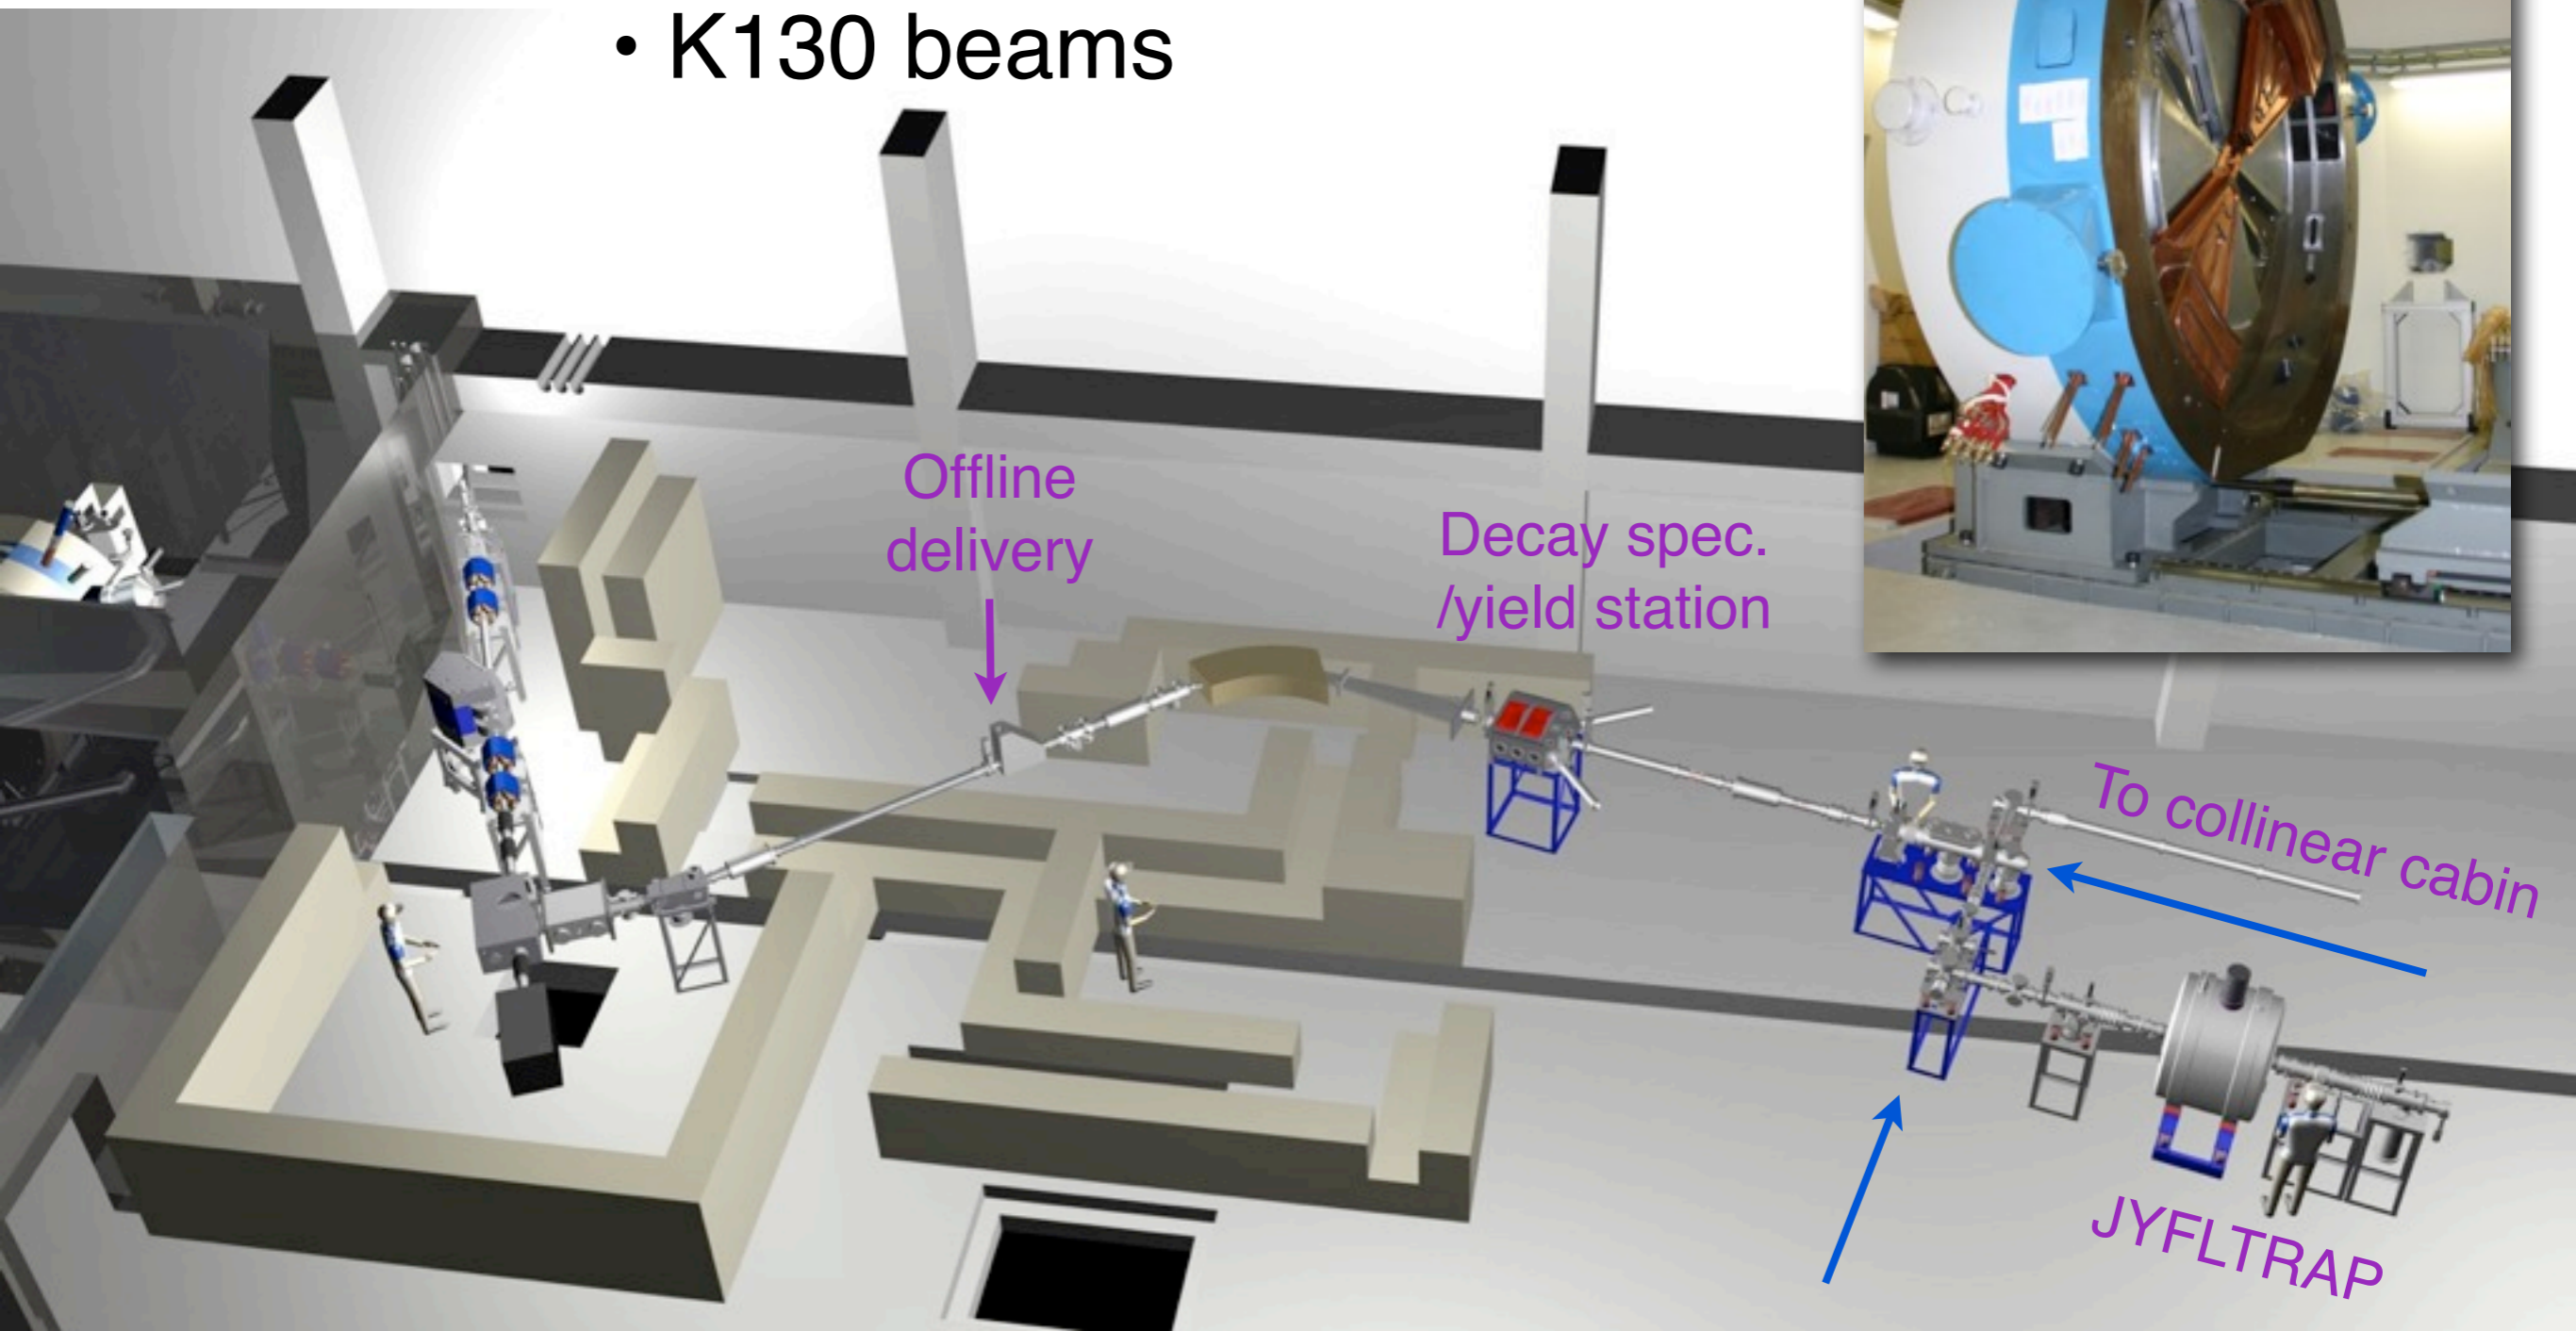 • K130 beams
Offline
delivery
Decay spec.
/yield station
To collinear cabin
JYFLTRAP